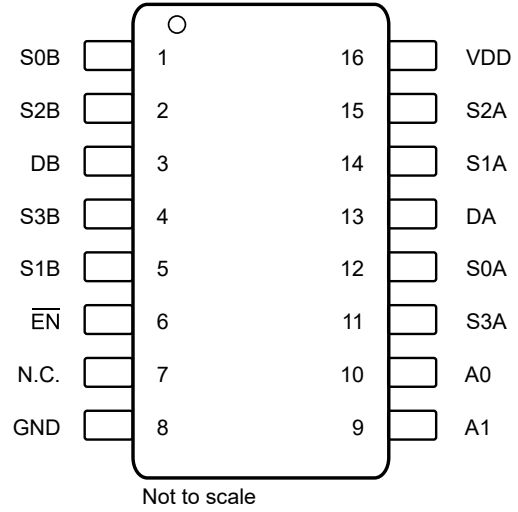 S0B 1 16 VDD
S2B 2 15 S2A
DB 3 14 S1A
S3B 4 13 DA
S1B 5 12 S0A
EN 6 11 S3A
N.C. 7 10 A0
GND 8 9 A1
Not to scale